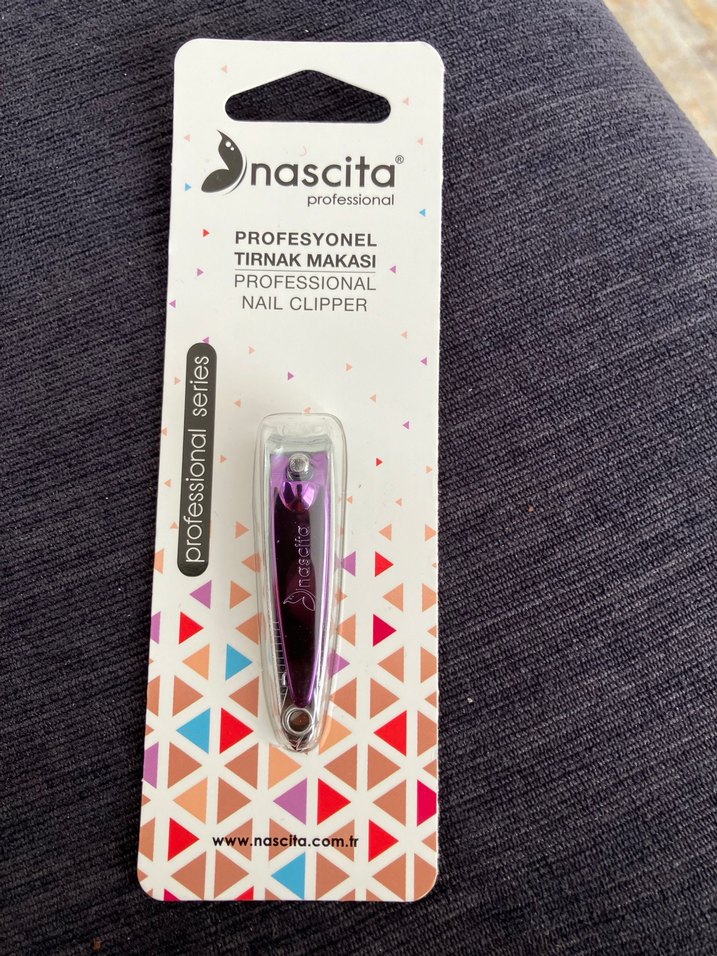 nascita®
professional
PROFESYONEL
TIRNAK MAKASI
PROFESSIONAL
NAIL CLIPPER
professional series
nascita
www.nascita.com.tr